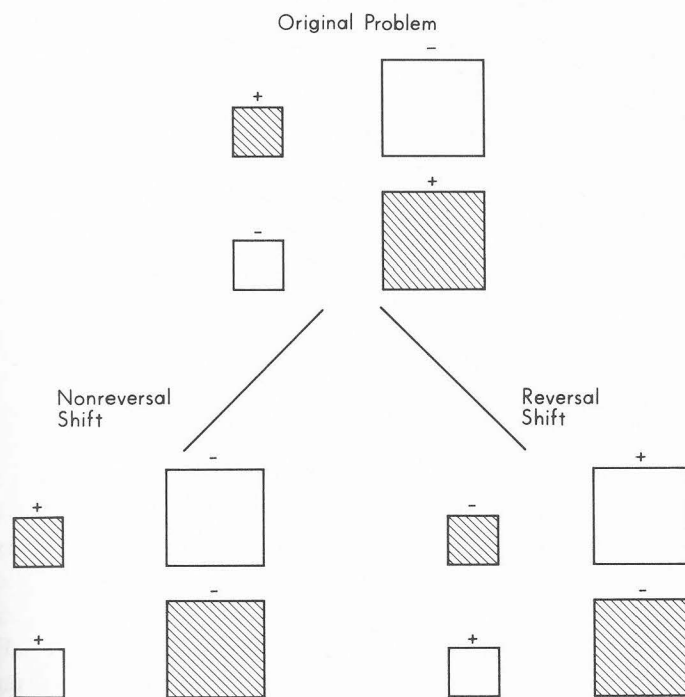 Original Problem
+ -
- +
Nonreversal
Shift
Reversal
Shift
+ -
+ -
- +
+ -